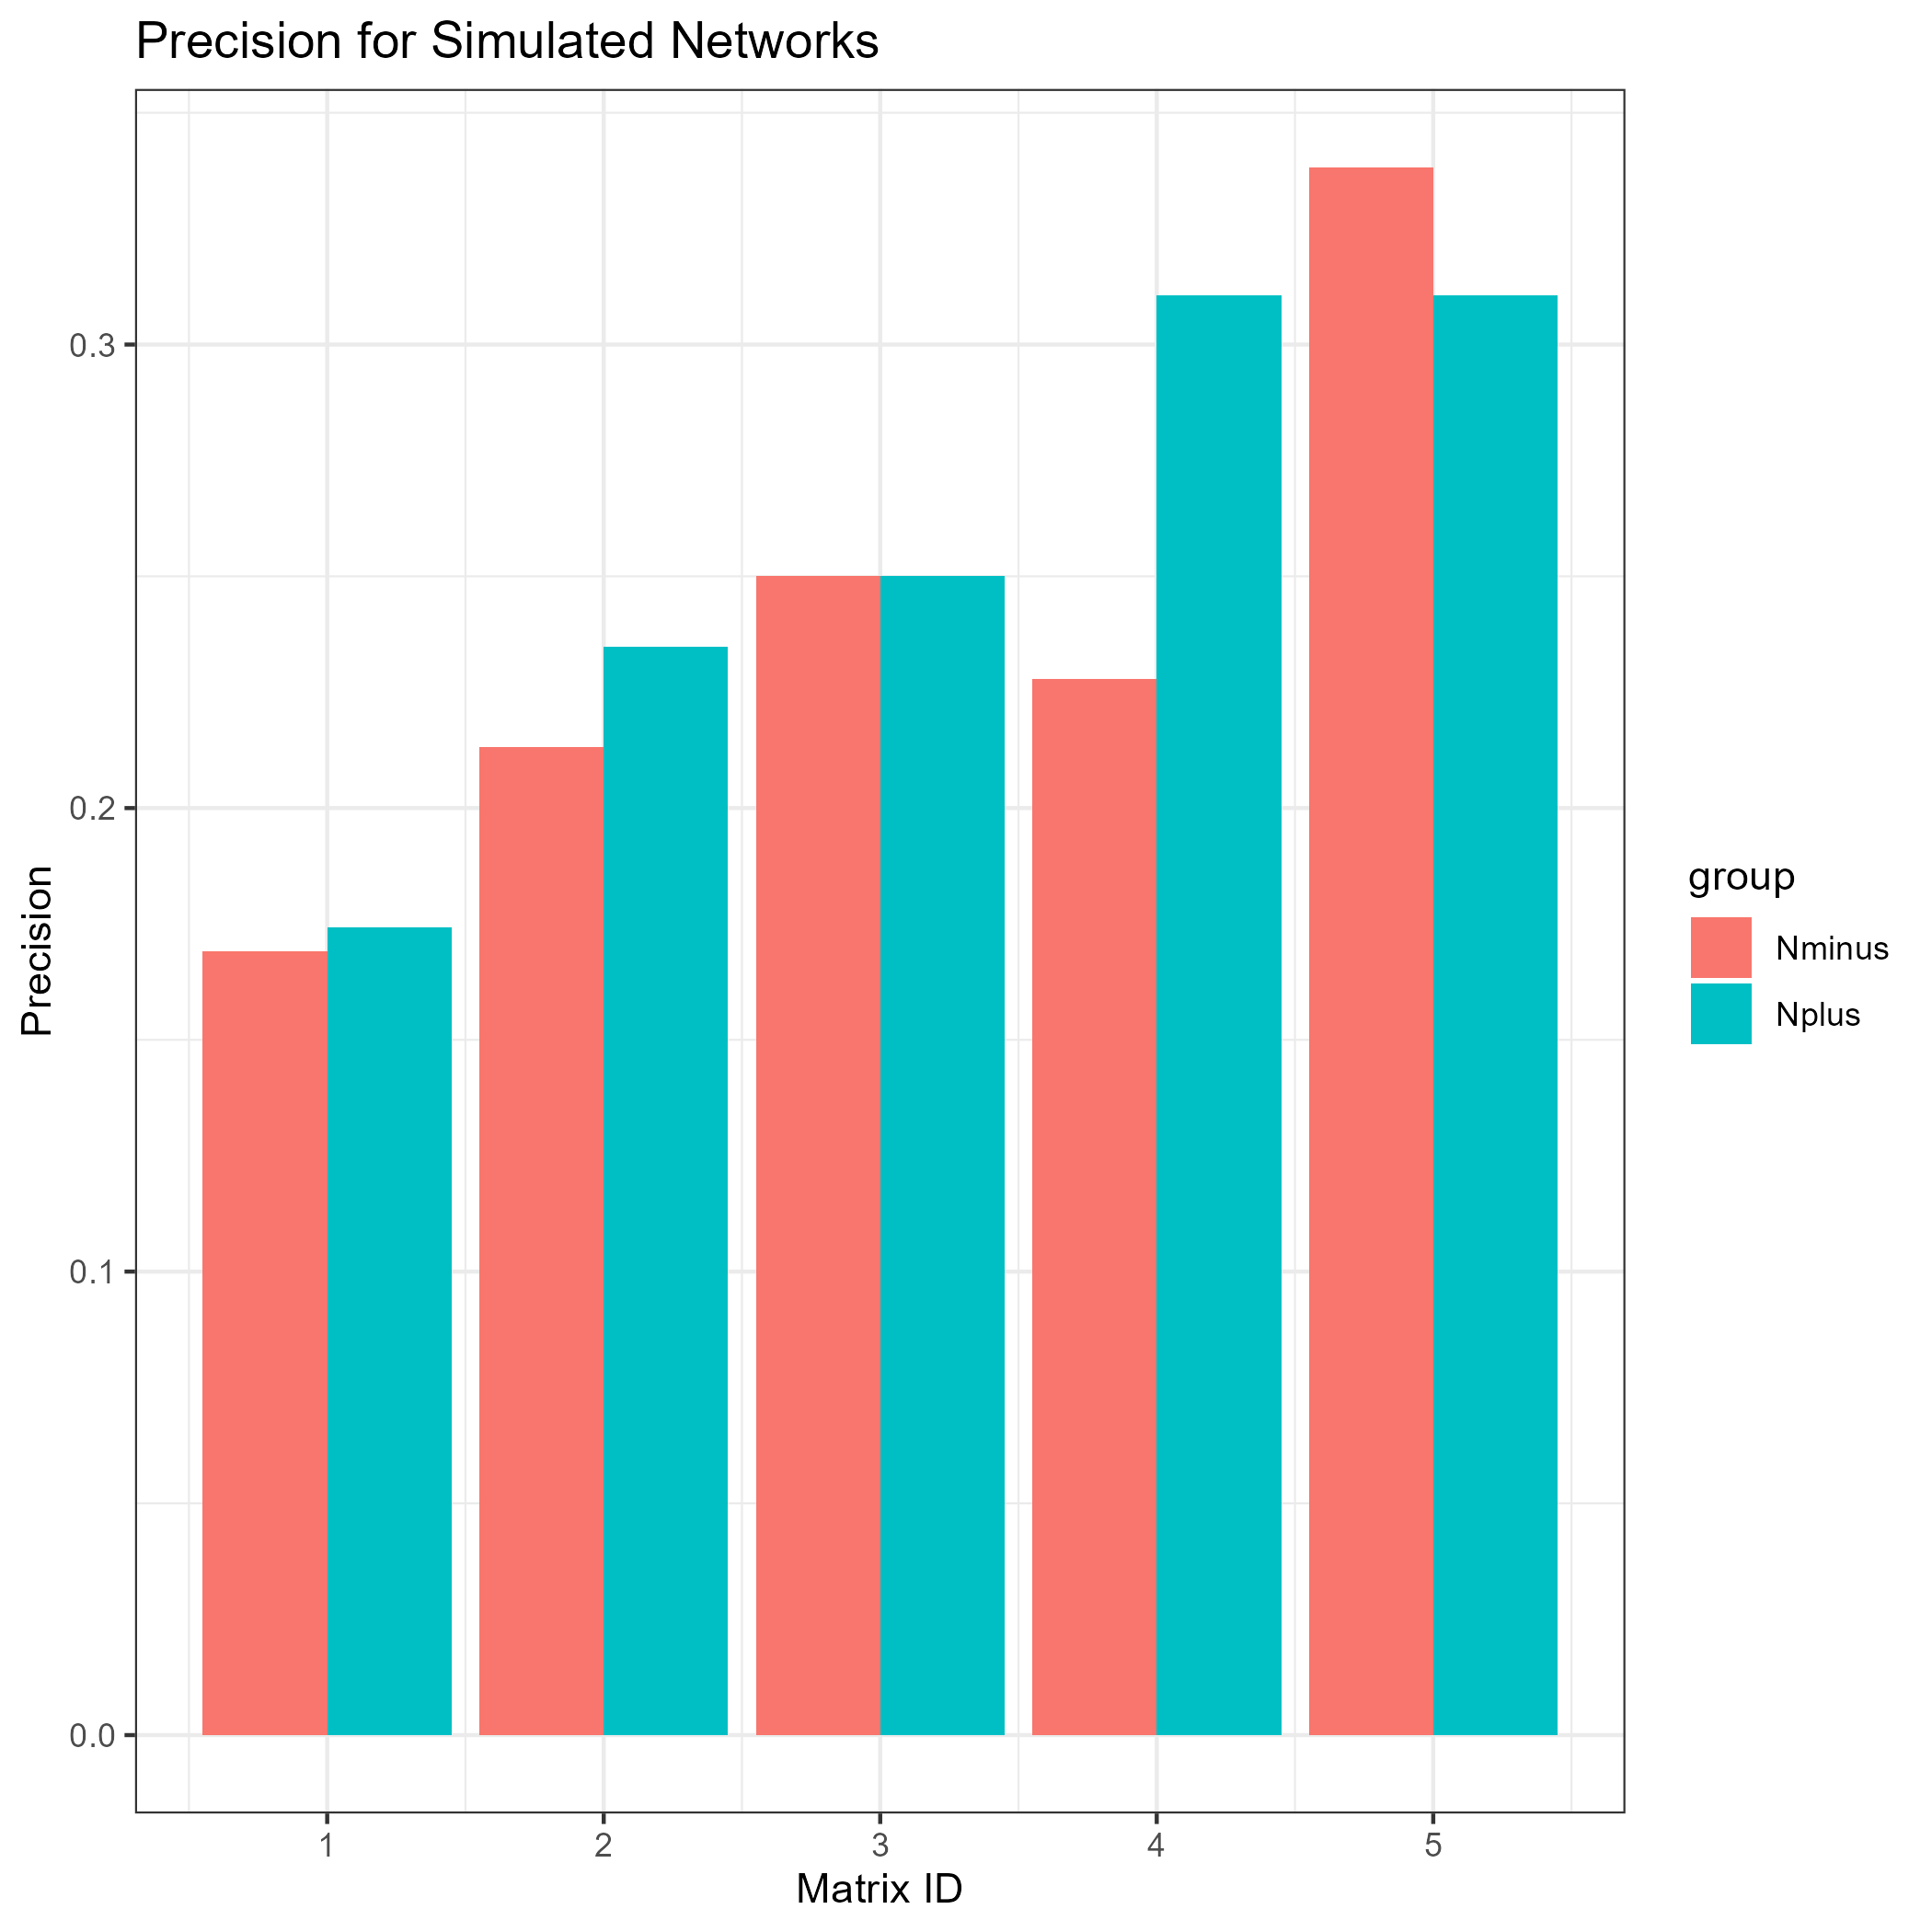 Precision for Simulated Networks
Precision
0.3
0.2
0.1
0.0
1 2 3 4 5
Matrix ID
group
Nminus
Nplus